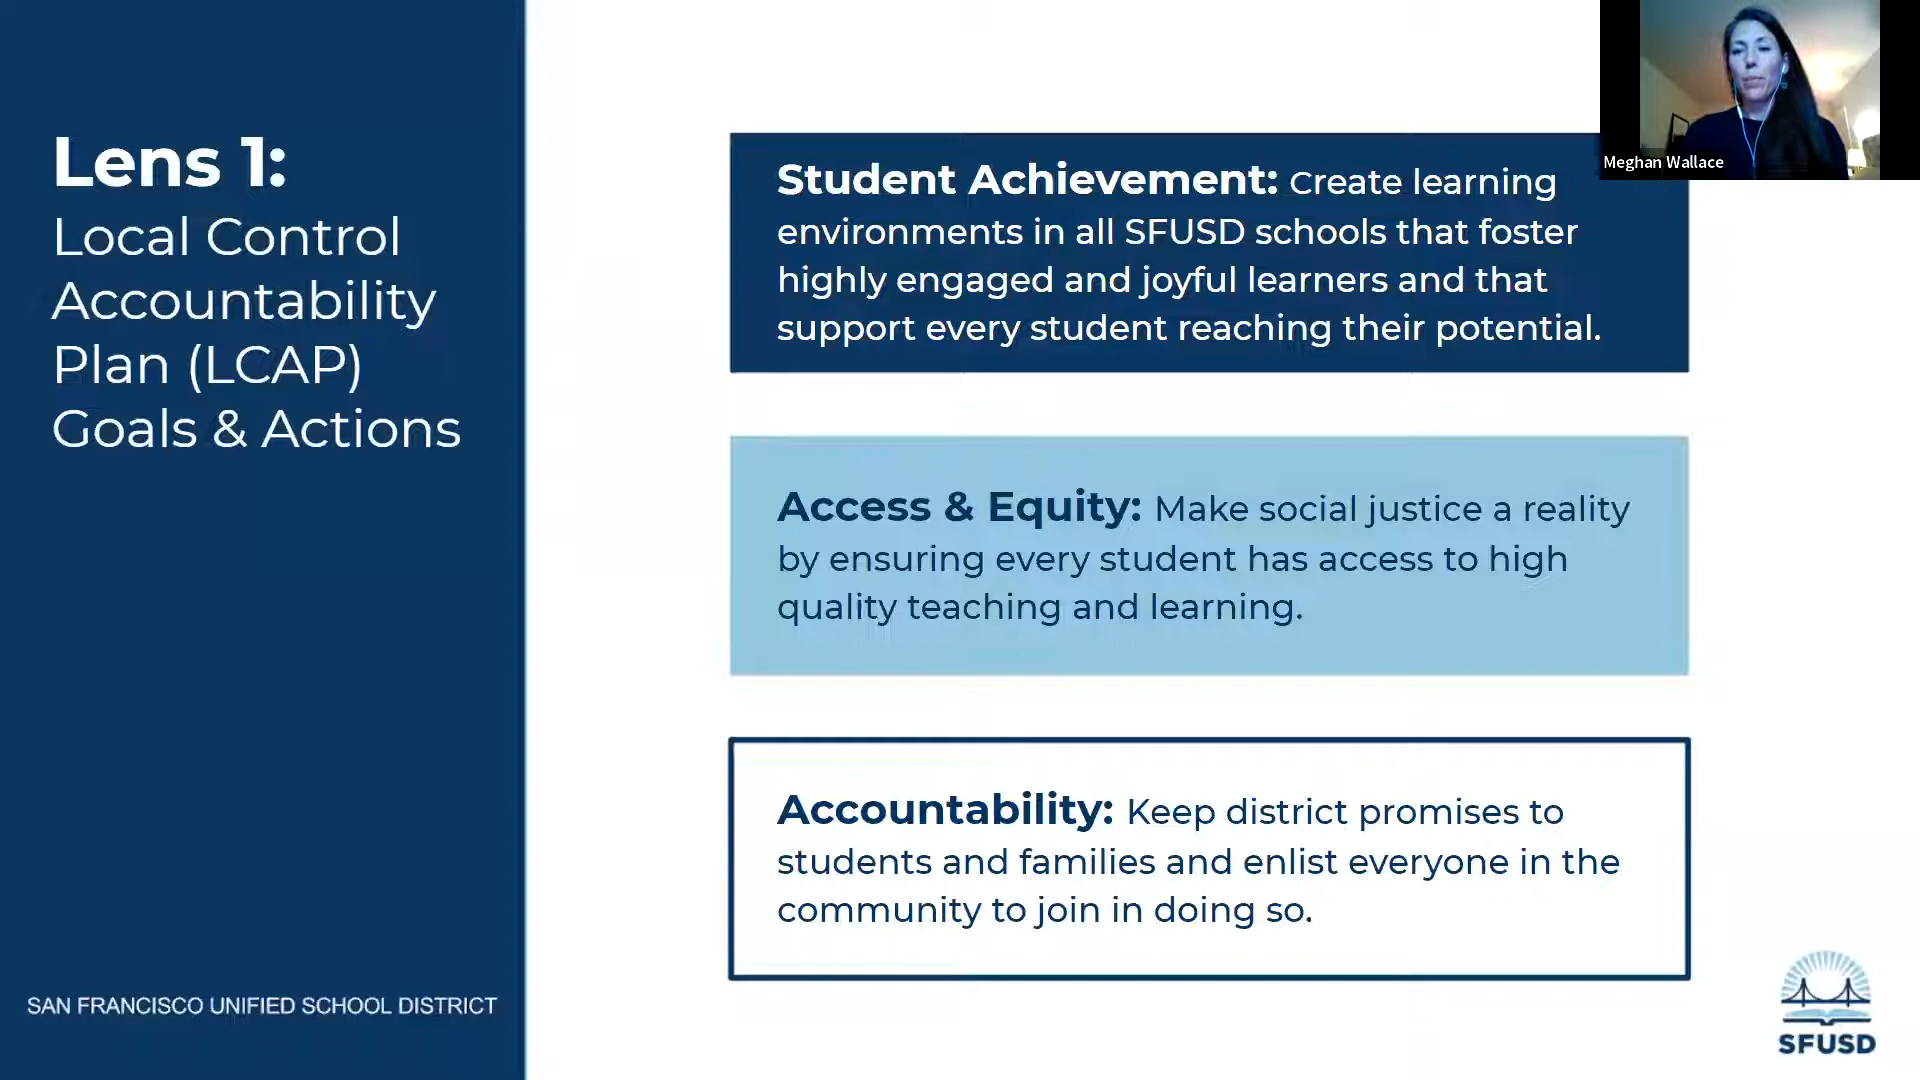 Lens 1:
Local Control
Accountability
Plan (LCAP)
Goals & Actions
SAN FRANCISCO UNIFIED SCHOOL DISTRICT
Student Achievement: Create learning
environments in all SFUSD schools that foster
highly engaged and joyful learners and that
support every student reaching their potential.
Access & Equity: Make social justice a reality
by ensuring every student has access to high
quality teaching and learning.
Accountability: Keep district promises to
students and families and enlist everyone in the
community to join in doing so.
Meghan Wallace
SFUSD